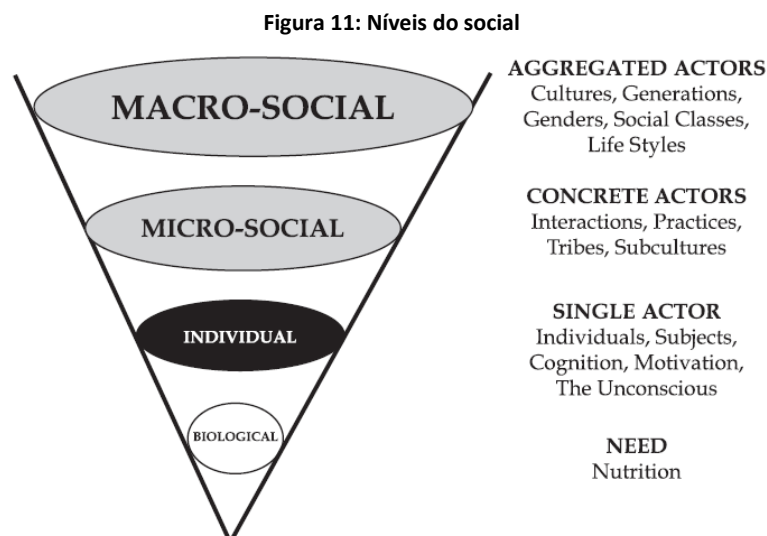 Figura 11: Níveis do social
MACRO-SOCIAL
AGGREGATED ACTORS
Cultures, Generations,
Genders, Social Classes,
Life Styles
MICRO-SOCIAL
CONCRETE ACTORS
Interactions, Practices,
Tribes, Subcultures
INDIVIDUAL
SINGLE ACTOR
Individuals, Subjects,
Cognition, Motivation,
The Unconscious
BIOLOGICAL
NEED
Nutrition